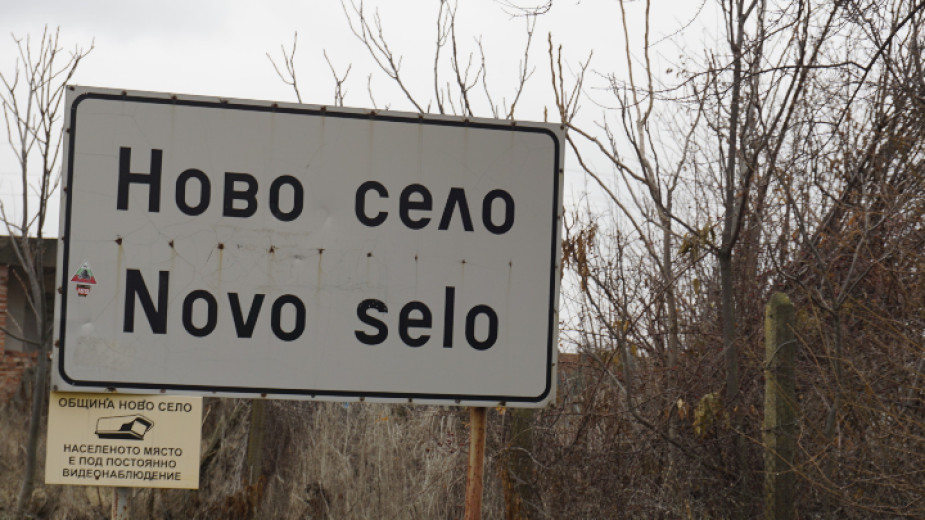 Ново село
Novo selo
ОБЩИНА НОВО СЕЛО
НАСЕЛЕНОТО МЯСТО
Е ПОД ПОСТОЯННО
ВИДЕОНАБЛЮДЕНИЕ